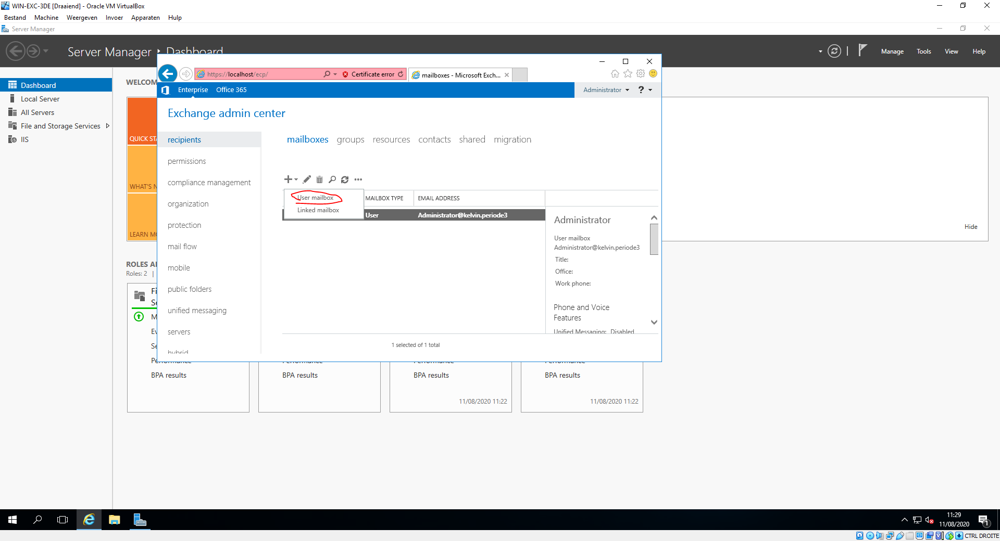 WIN-EXC-3DE [Draaiend] - Oracle VM VirtualBox
Bestand Machine Weergeven Invoer Apparaten Hulp
Server Manager
Server Manager Dashboard
Manage Tools View Help
Dashboard
Local Server
All Servers
File and Storage Services
IIS
WELCOM
QUICK STA
WHAT'S N
LEARN MO
Hide
ROLES A
Roles: 2 |
Fi
Se
M
Ev
Se
Pe
BPA results
Performance
BPA results
Performance
BPA results
11/08/2020 11:22
Performance
BPA results
11/08/2020 11:22
https://localhost/ecp/
Certificate error
mailboxes - Microsoft Exch...
Enterprise Office 365
Administrator ?
Exchange admin center
recipients
permissions
compliance management
organization
protection
mail flow
mobile
public folders
unified messaging
servers
hybrid
mailboxes groups resources contacts shared migration
User mailbox
Linked mailbox
MAILBOX TYPE EMAIL ADDRESS
User Administrator@kelvin.periode3
Administrator
User mailbox
Administrator@kelvin.periode3
Title:
Office:
Work phone:
Phone and Voice
Features
Unified Messaging: Disabled
1 selected of 1 total
11:29
11/08/2020
1
CTRL DROITE